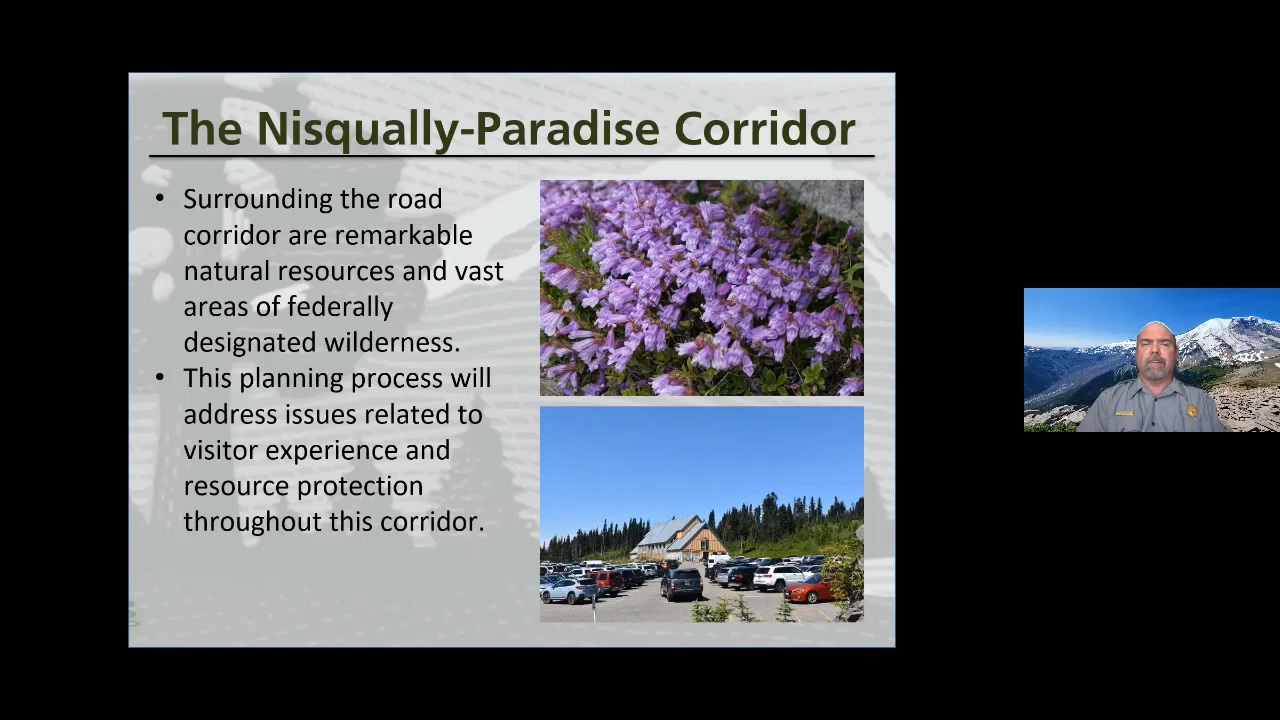 The Nisqually-Paradise Corridor
• Surrounding the road
corridor are remarkable
natural resources and vast
areas of federally
designated wilderness.
• This planning process will
address issues related to
visitor experience and
resource protection
throughout this corridor.